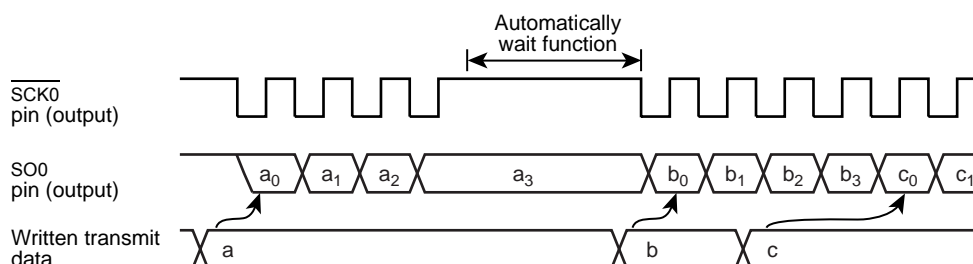 Automatically
wait function
SCK0
pin (output)
SO0
pin (output)
a0 a1 a2 a3 b0 b1 b2 b3 c0 c1
Written transmit
data
a b c